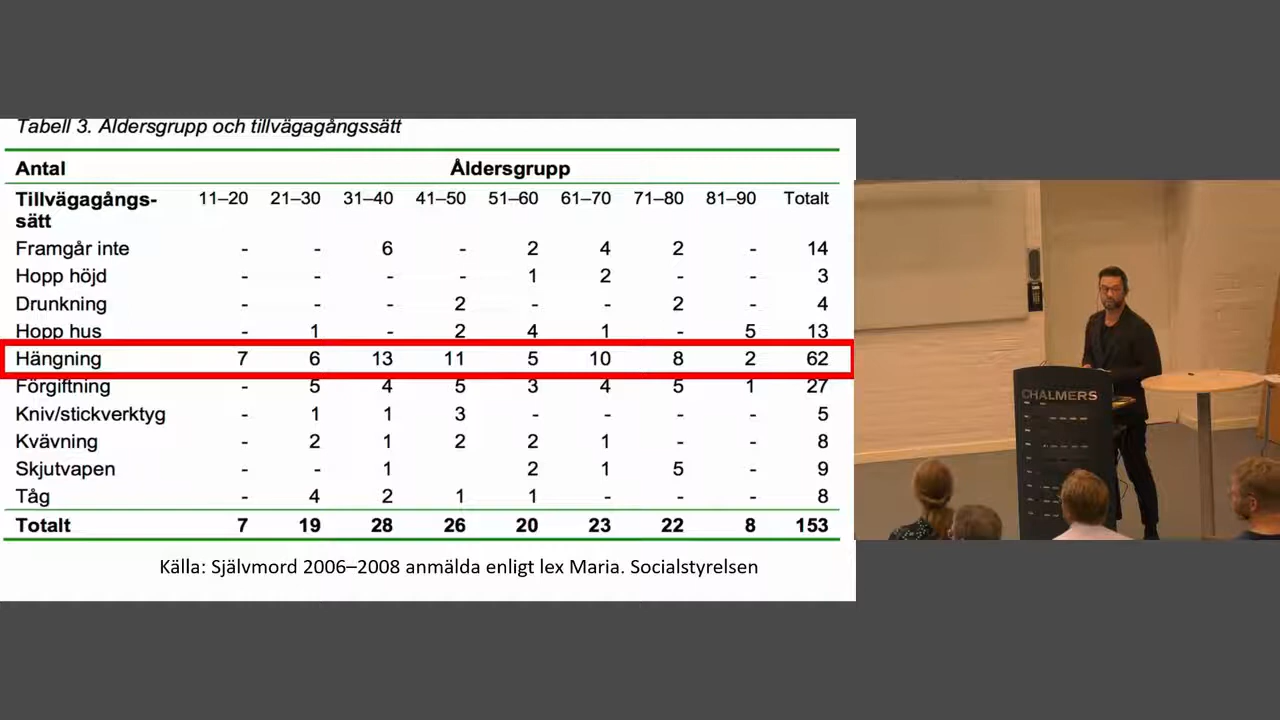 Tabell 3. Åldersgrupp och tillvägagångssätt
Antal Åldersgrupp
Tillvägagångs- 11–20 21–30 31–40 41–50 51–60 61–70 71–80 81–90 Totalt
sätt
Framgår inte - - 6 - 2 4 2 - 14
Hopp höjd - - - - 1 2 - - 3
Drunkning - - - 2 - - 2 - 4
Hopp hus - 1 - 2 4 1 - 5 13
Hängning 7 6 13 11 5 10 8 2 62
Förgiftning - 5 4 5 3 4 5 1 27
Kniv/stickverktyg - 1 1 3 - - - - 5
Kvävning - 2 1 2 2 1 - - 8
Skjutvapen - - 1 2 1 5 - 9
Tåg - 4 2 1 1 - - - 8
Totalt 7 19 28 26 20 23 22 8 153
Källa: Självmord 2006–2008 anmälda enligt lex Maria. Socialstyrelsen
CHALMERS